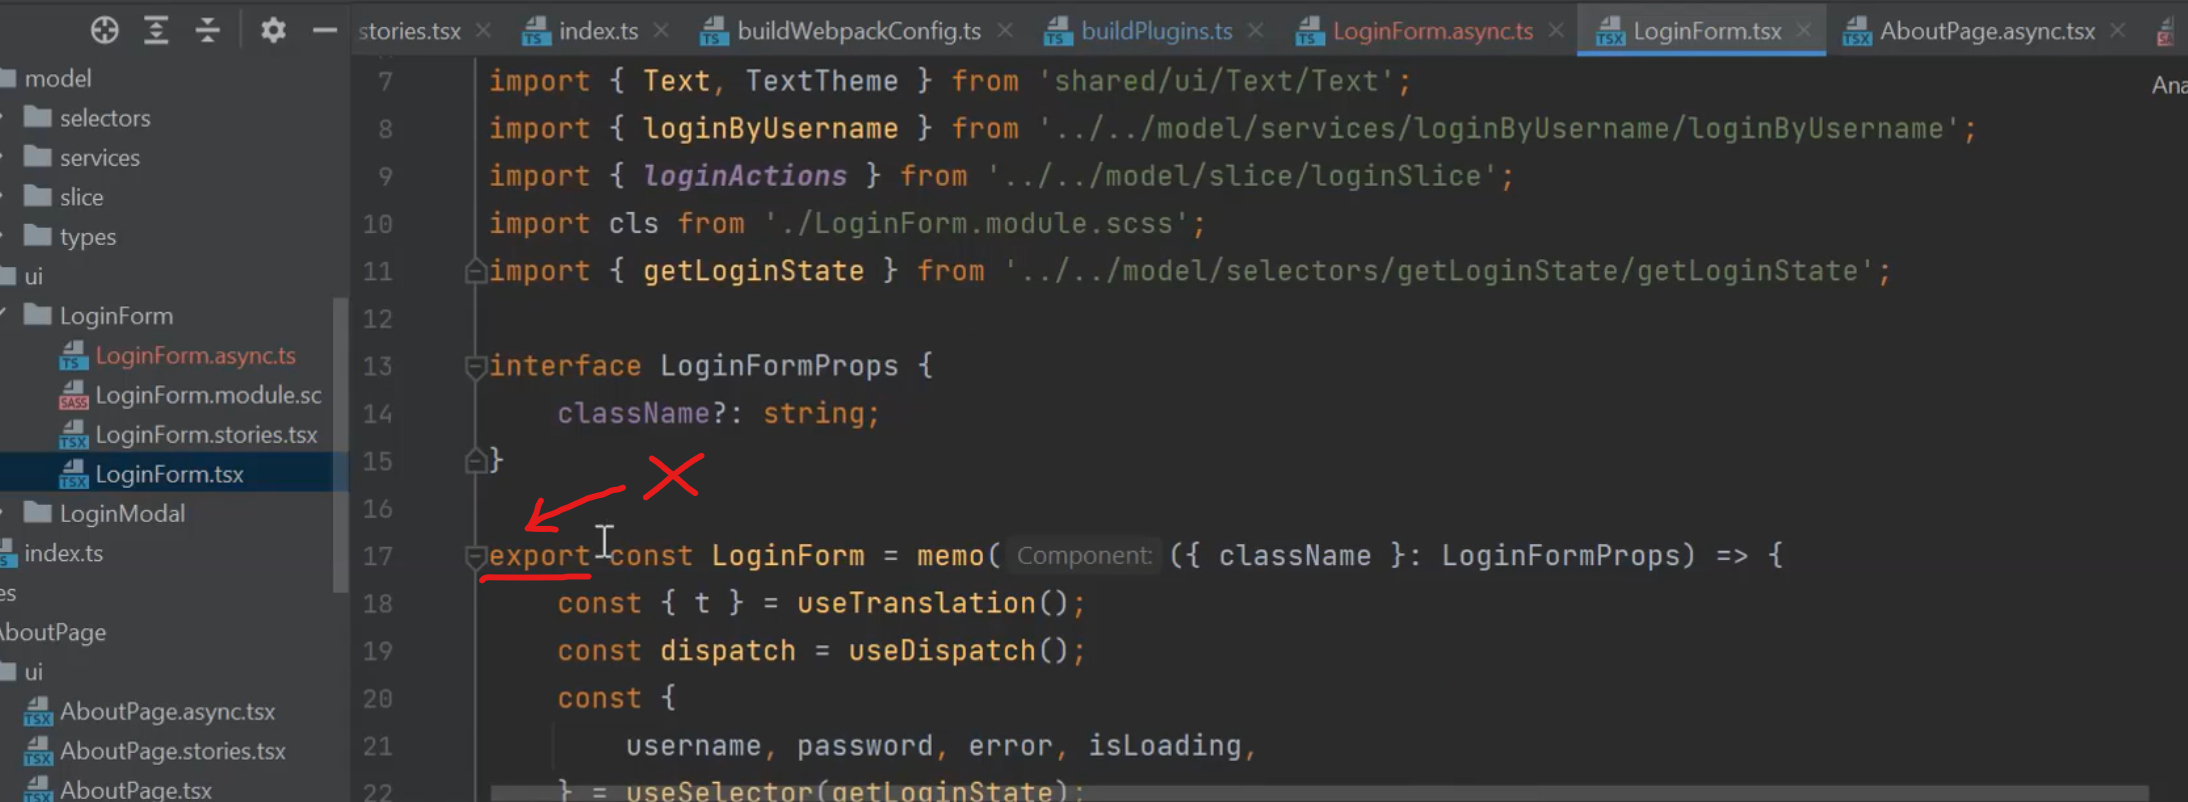 stories.tsx
index.ts
buildWebpackConfig.ts
buildPlugins.ts
LoginForm.async.ts
LoginForm.tsx
AboutPage.async.tsx
model
selectors
services
slice
types
ui
LoginForm
LoginForm.async.ts
LoginForm.module.sc
LoginForm.stories.tsx
LoginForm.tsx
LoginModal
index.ts
es
AboutPage
ui
AboutPage.async.tsx
AboutPage.stories.tsx
AboutPage.tsx
Ana
7 import { Text, TextTheme } from 'shared/ui/Text/Text';
8 import { loginByUsername } from '../../model/services/loginByUsername/loginByUsername';
9 import { loginActions } from '../../model/slice/loginSlice';
10 import cls from './LoginForm.module.scss';
11 import { getLoginState } from '../../model/selectors/getLoginState/getLoginState';
12
13 interface LoginFormProps {
14 className?: string;
15 }
16
17 export const LoginForm = memo( Component: ({ className }: LoginFormProps) => {
18 const { t } = useTranslation();
19 const dispatch = useDispatch();
20 const {
21 username, password, error, isLoading,
22 } = useSelector(getLoginState);